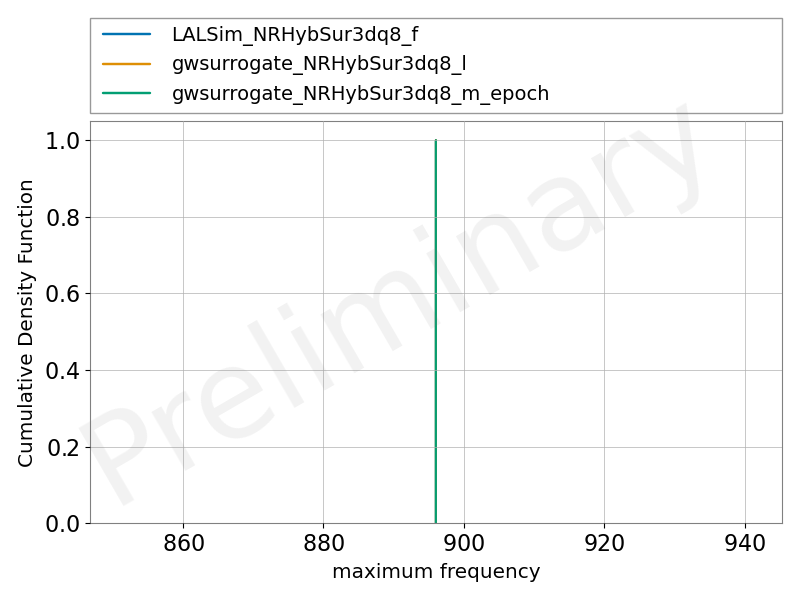 LALSim_NRHybSur3dq8_f
gwsurrogate_NRHybSur3dq8_l
gwsurrogate_NRHybSur3dq8_m_epoch
Preliminary
Cumulative Density Function
1.0
0.8
0.6
0.4
0.2
0.0
860 880 900 920 940
maximum frequency